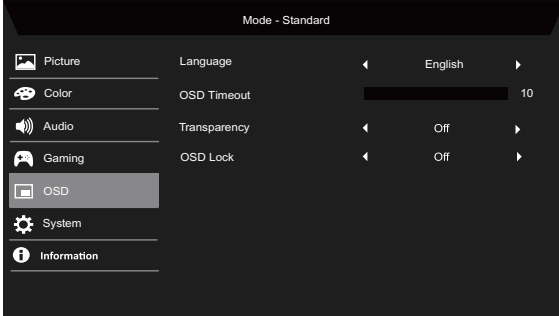 Mode - Standard
Picture
Color
Audio
Gaming
OSD
System
Information
Language
English
OSD Timeout
10
Transparency
Off
OSD Lock
Off